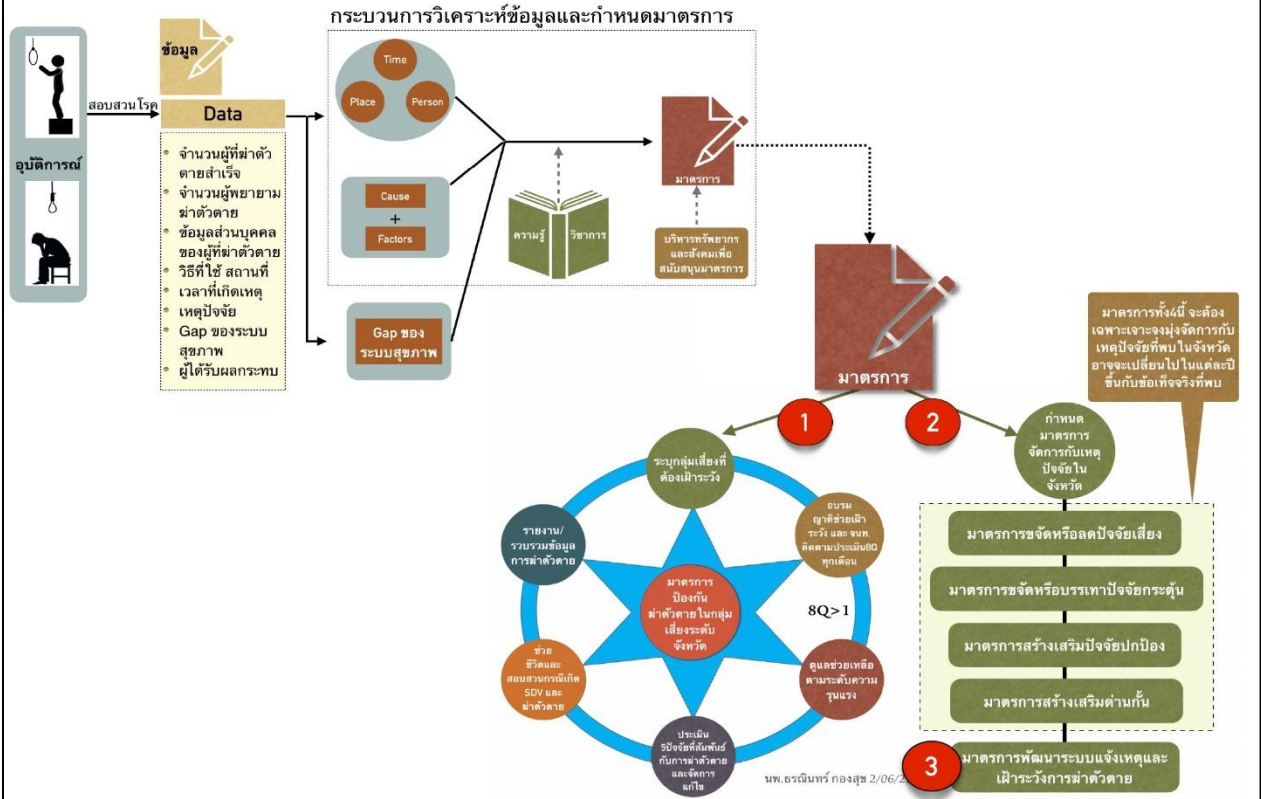 กระบวนการวิเคราะห์ข้อมูลและกำหนดมาตรการ
อุบัติการณ์
สอบสวนโรค
ข้อมูล
Data
จำนวนผู้ที่ฆ่าตัว
ตายสำเร็จ
จำนวนผู้พยายาม
ฆ่าตัวตาย
ข้อมูลส่วนบุคคล
ของผู้ที่ฆ่าตัวตาย
วิธีที่ใช้ สถานที่
เวลาที่เกิดเหตุ
เหตุปัจจัย
Gap ของระบบ
สุขภาพ
ผู้ได้รับผลกระทบ
Time
Place
Person
Cause
+
Factors
Gap ของ
ระบบสุขภาพ
ความรู้
วิชาการ
มาตรการ
บริหารทรัพยากร
และสังคมเพื่อ
สนับสนุนมาตรการ
มาตรการ
มาตรการทั้ง4นี้ จะต้อง
เฉพาะเจาะจงมุ่งจัดการกับ
เหตุปัจจัยที่พบในจังหวัด
อาจจะเปลี่ยนไปในแต่ละปี
ขึ้นกับข้อเท็จจริงที่พบ
1
2
ระบุกลุ่มเสี่ยงที่
ต้องเฝ้าระวัง
อบรม
ญาติช่วยเฝ้า
ระวัง และ จนท.
ติดตามประเมิน8Q
ทุกเดือน
8Q>1
ดูแลช่วยเหลือ
ตามระดับความ
รุนแรง
ประเมิน
5ปัจจัยที่สัมพันธ์
กับการฆ่าตัวตาย
และจัดการ
แก้ไข
ช่วย
ชีวิตและ
สอบสวนกรณีเกิด
SDV และ
ฆ่าตัวตาย
รายงาน/
รวบรวมข้อมูล
การฆ่าตัวตาย
มาตรการ
ป้องกัน
ฆ่าตัวตายในกลุ่ม
เสี่ยงระดับ
จังหวัด
กำหนด
มาตรการ
จัดการกับเหตุ
ปัจจัยใน
จังหวัด
มาตรการขจัดหรือลดปัจจัยเสี่ยง
มาตรการขจัดหรือบรรเทาปัจจัยกระตุ้น
มาตรการสร้างเสริมปัจจัยปกป้อง
มาตรการสร้างเสริมด่านกั้น
3
มาตรการพัฒนาระบบแจ้งเหตุและ
เฝ้าระวังการฆ่าตัวตาย
นพ.ธรณินทร์ กองสุข 2/06/2